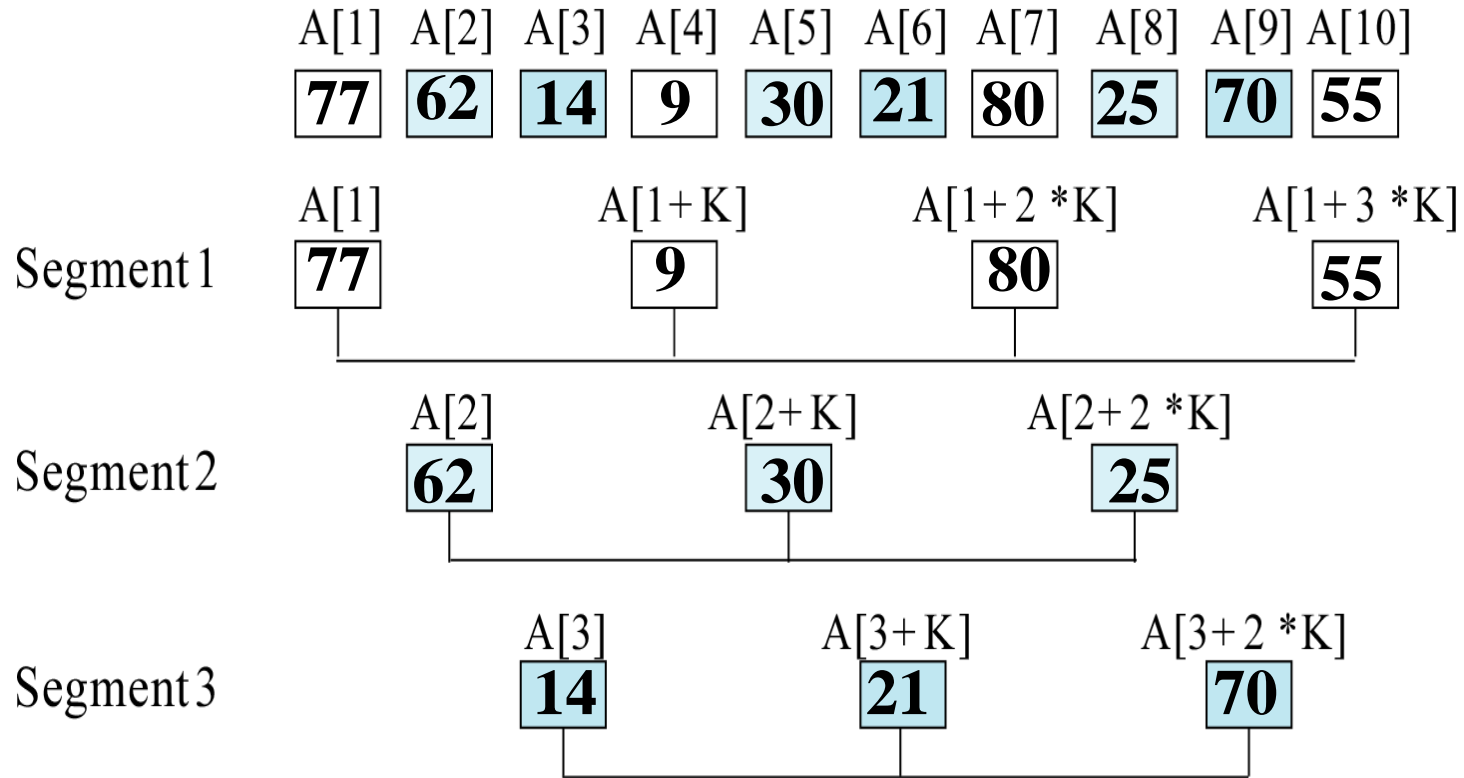 A[1] A[2] A[3] A[4] A[5] A[6] A[7] A[8] A[9] A[10]
77 62 14 9 30 21 80 25 70 55
A[1] A[1+K] A[1+2 *K] A[1+3 *K]
Segment 1 77 9 80 55
A[2] A[2+K] A[2+2 *K]
Segment 2 62 30 25
A[3] A[3+K] A[3+2 *K]
Segment 3 14 21 70